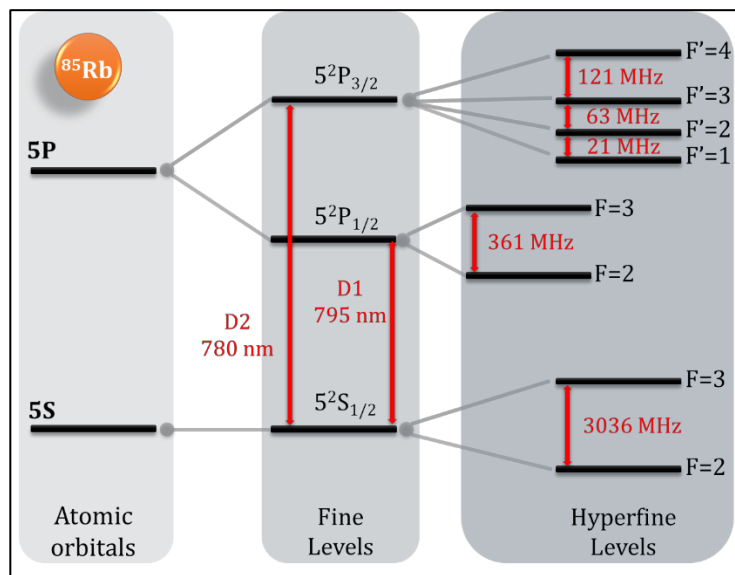 ⁸⁵Rb
5P
5S
Atomic
orbitals
5²P₃/₂
5²P₁/₂
D2
780 nm
D1
795 nm
5²S₁/₂
Fine
Levels
F'=4
121 MHz
F'=3
63 MHz
F'=2
21 MHz
F'=1
F=3
361 MHz
F=2
F=3
3036 MHz
F=2
Hyperfine
Levels